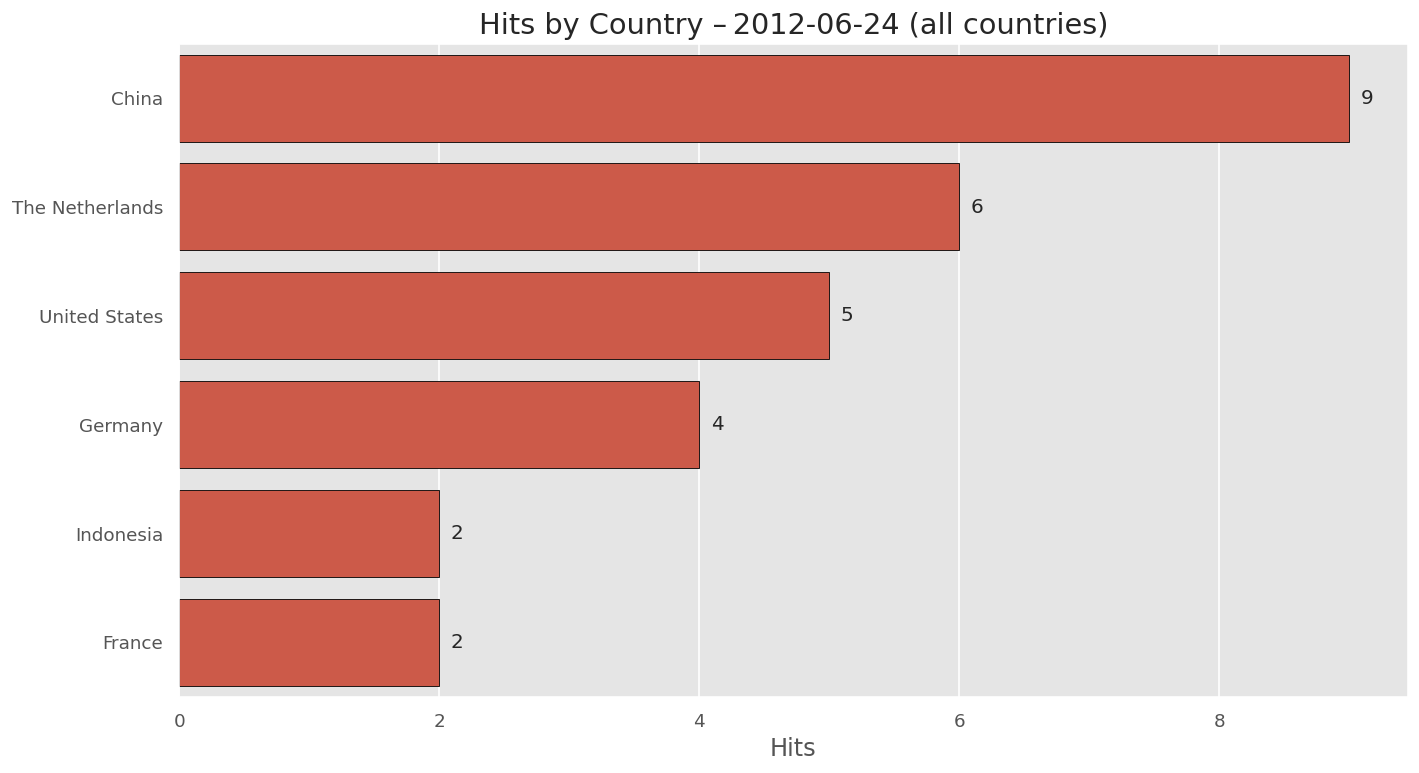 Hits by Country – 2012-06-24 (all countries)
China 9
The Netherlands 6
United States 5
Germany 4
Indonesia 2
France 2
0 2 4 6 8
Hits